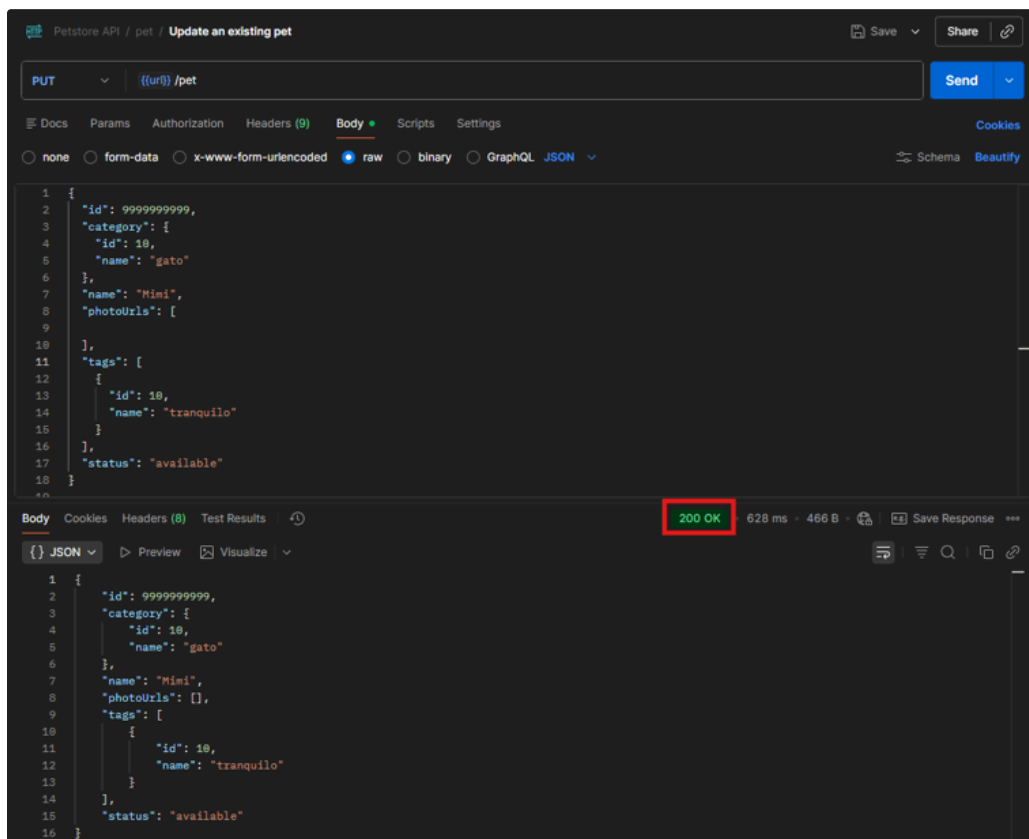 Petstore API / pet / Update an existing pet
Save
Share
PUT
{{url}} /pet
Send
Docs Params Authorization Headers (9) Body Scripts Settings
Cookies
none form-data x-www-form-urlencoded raw binary GraphQL JSON
Schema Beautify
1 {
2 "id": 9999999999,
3 "category": {
4 "id": 10,
5 "name": "gato"
6 },
7 "name": "Mimi",
8 "photoUrls": [
9
10 ],
11 "tags": [
12 {
13 "id": 10,
14 "name": "tranquilo"
15 }
16 ],
17 "status": "available"
18 }
Body Cookies Headers (8) Test Results
200 OK • 628 ms • 466 B
Save Response
{} JSON Preview Visualize
1 {
2 "id": 9999999999,
3 "category": {
4 "id": 10,
5 "name": "gato"
6 },
7 "name": "Mimi",
8 "photoUrls": [],
9 "tags": [
10 {
11 "id": 10,
12 "name": "tranquilo"
13 }
14 ],
15 "status": "available"
16 }